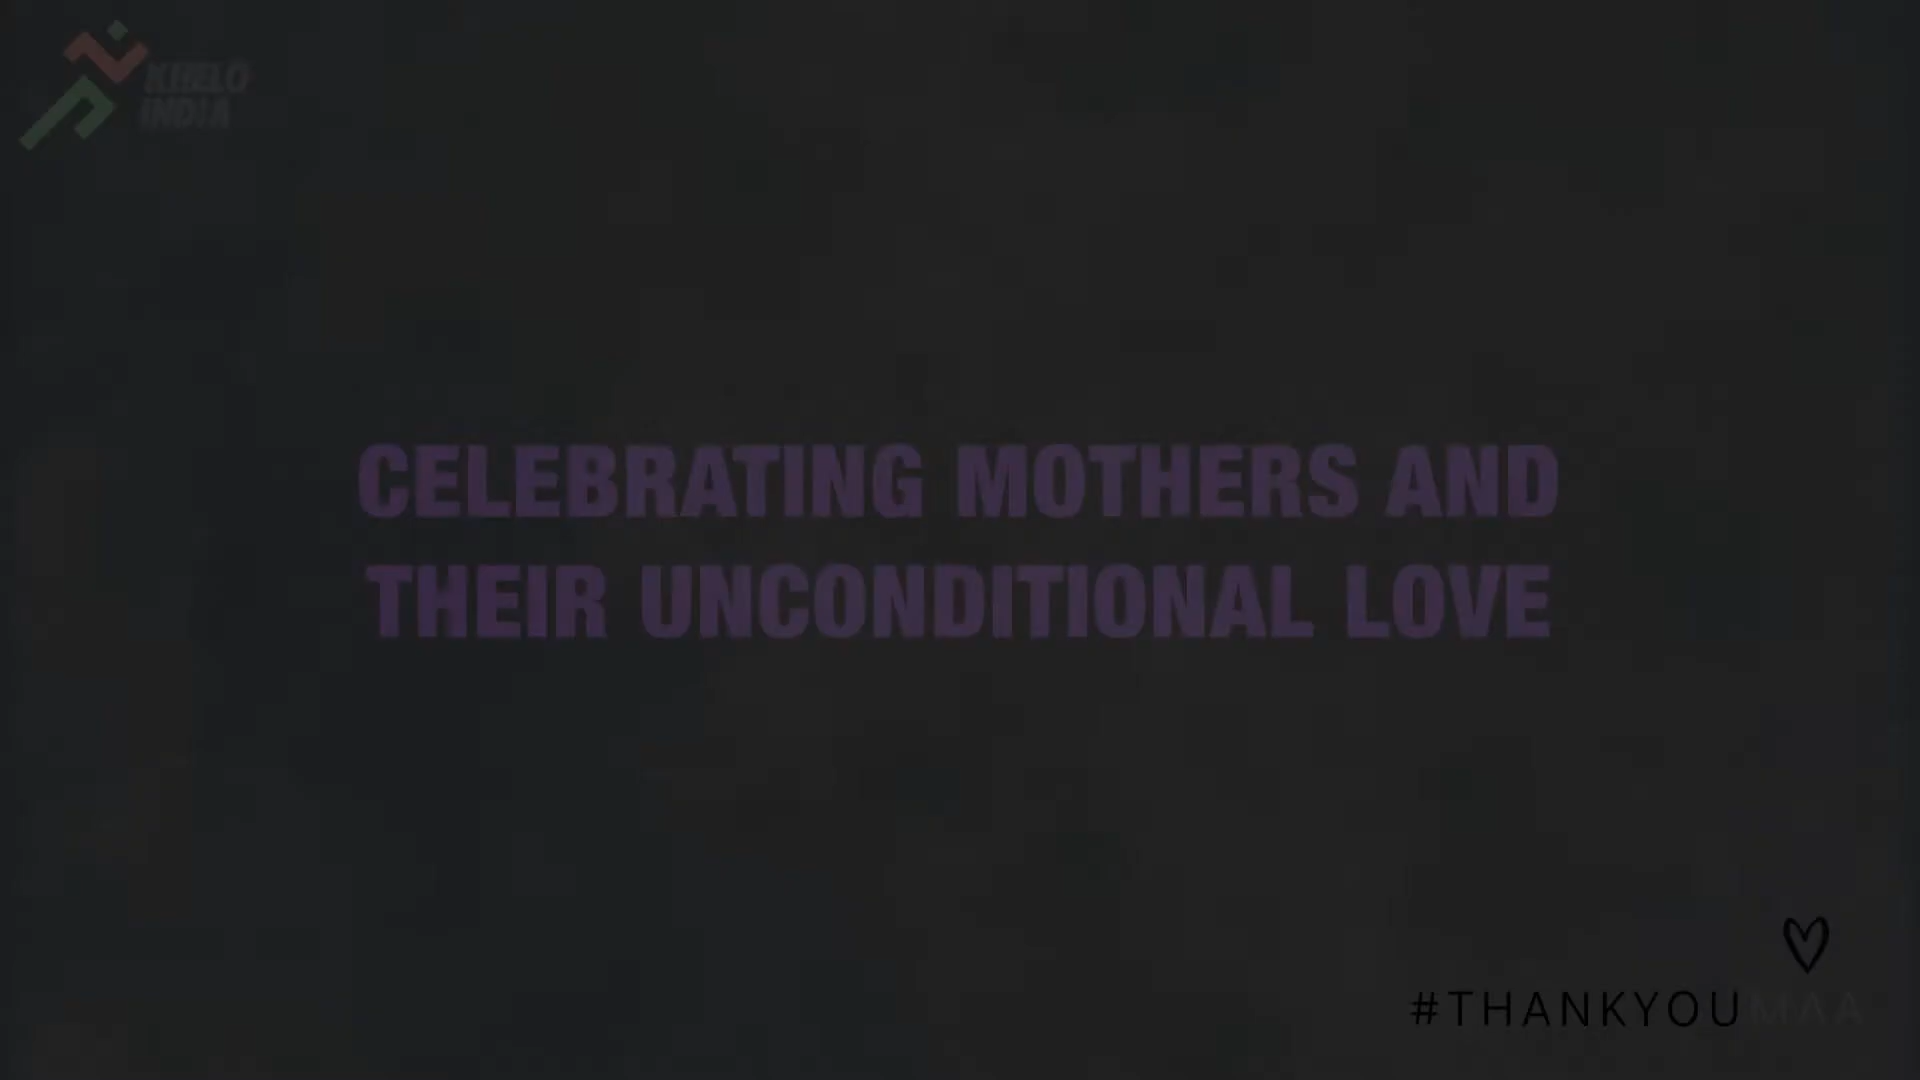 KHELO
INDIA
CELEBRATING MOTHERS AND
THEIR UNCONDITIONAL LOVE
#THANKYOUMAA